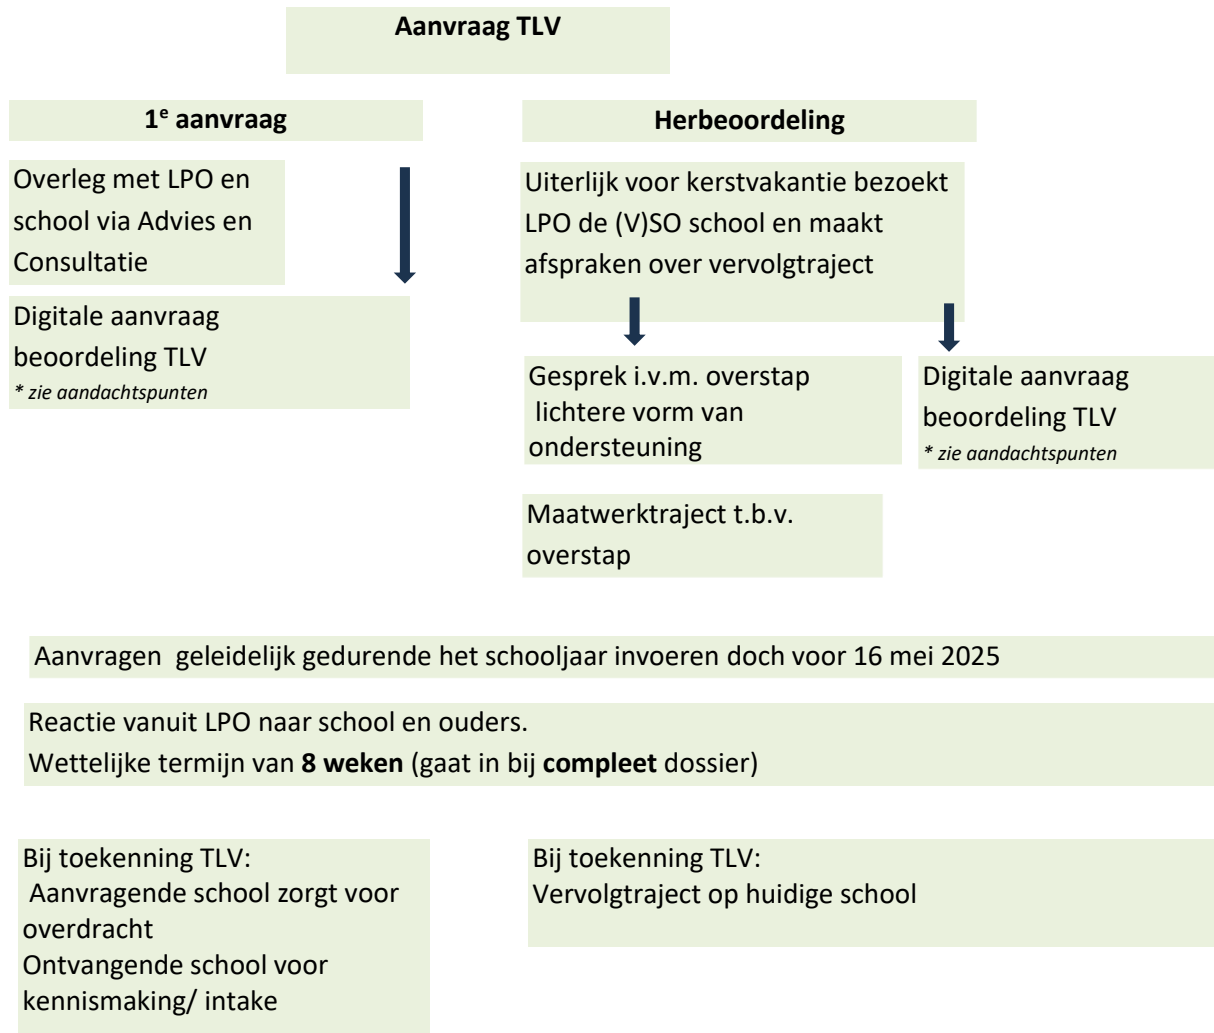 Aanvraag TLV
1e aanvraag
Overleg met LPO en
school via Advies en
Consultatie
Digitale aanvraag
beoordeling TLV
* zie aandachtspunten
Herbeoordeling
Uiterlijk voor kerstvakantie bezoekt
LPO de (V)SO school en maakt
afspraken over vervolgtraject
Gesprek i.v.m. overstap
lichtere vorm van
ondersteuning
Digitale aanvraag
beoordeling TLV
* zie aandachtspunten
Maatwerktraject t.b.v.
overstap
Aanvragen geleidelijk gedurende het schooljaar invoeren doch voor 16 mei 2025
Reactie vanuit LPO naar school en ouders.
Wettelijke termijn van 8 weken (gaat in bij compleet dossier)
Bij toekenning TLV:
Aanvragende school zorgt voor
overdracht
Ontvangende school voor
kennismaking/ intake
Bij toekenning TLV:
Vervolgtraject op huidige school